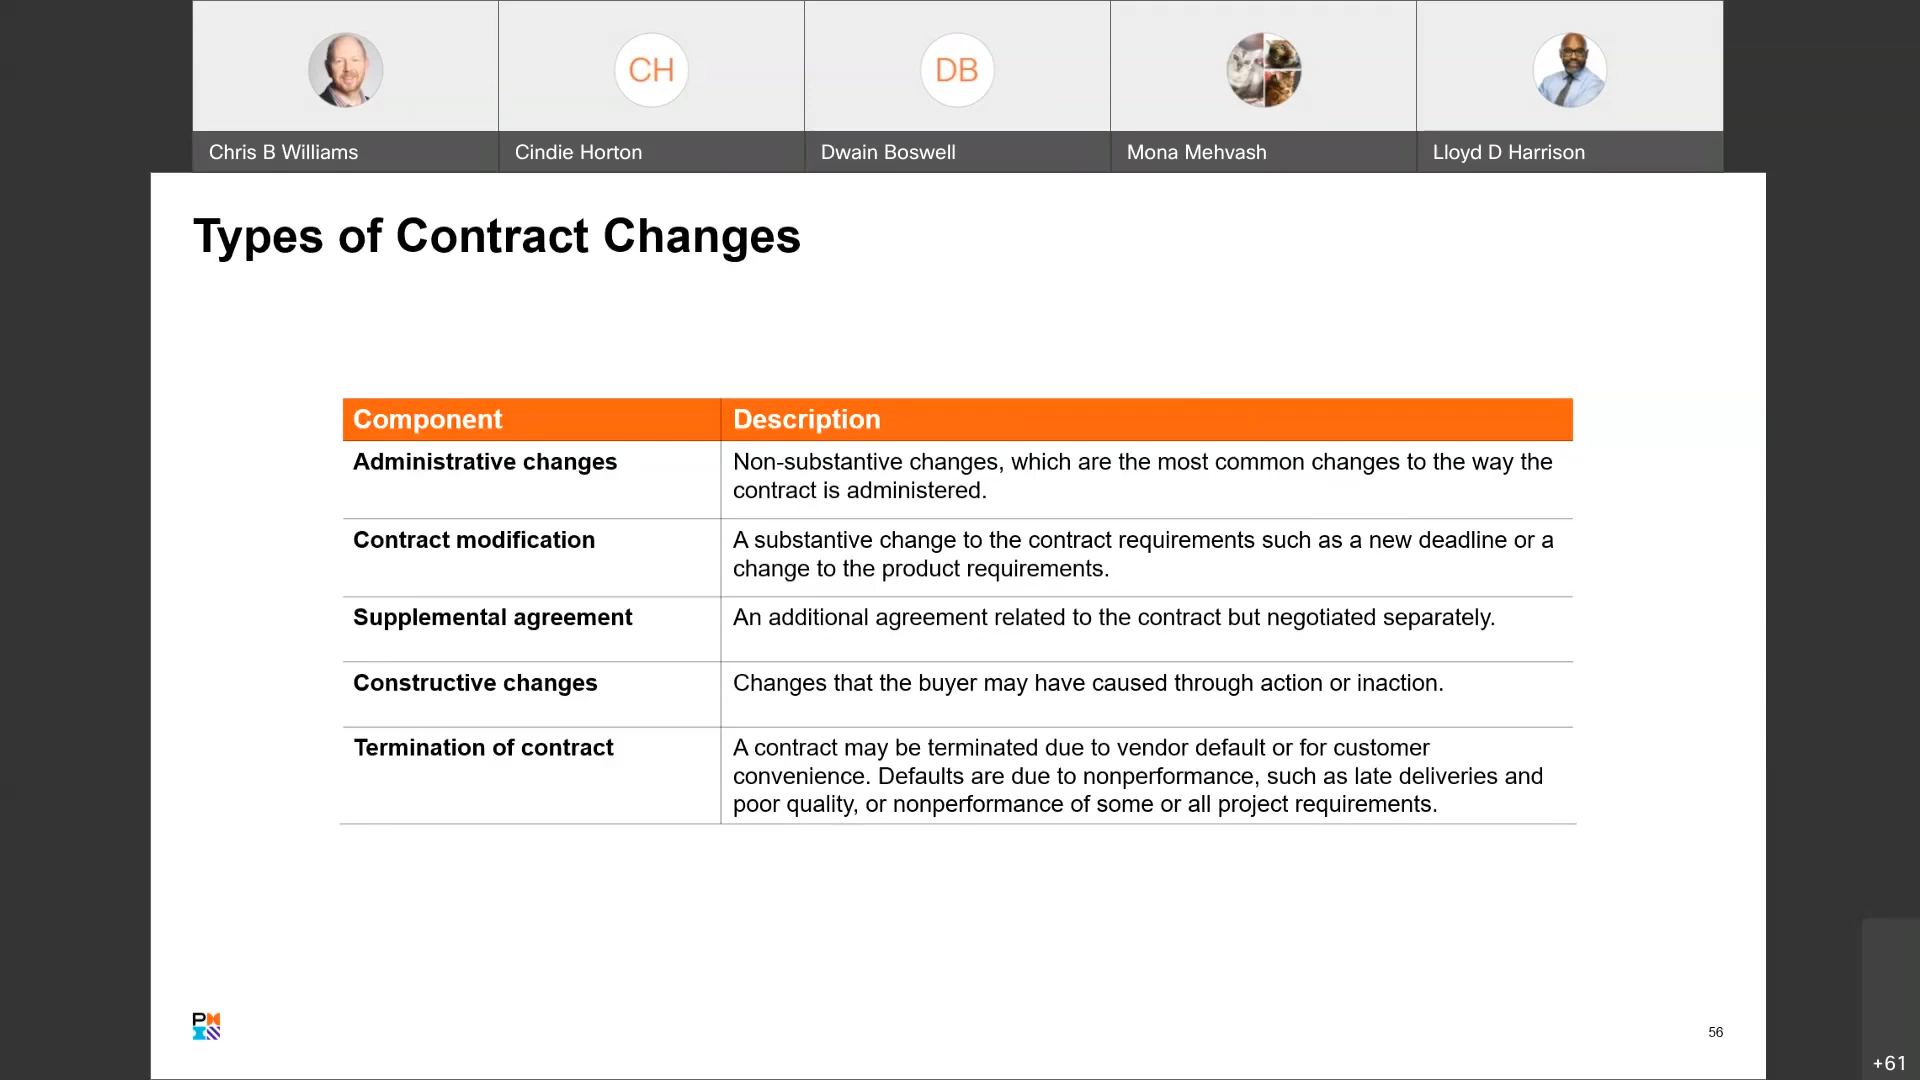 CH
DB
Chris B Williams
Cindie Horton
Dwain Boswell
Mona Mehvash
Lloyd D Harrison
Types of Contract Changes
Component
Description
Administrative changes
Non-substantive changes, which are the most common changes to the way the
contract is administered.
Contract modification
A substantive change to the contract requirements such as a new deadline or a
change to the product requirements.
Supplemental agreement
An additional agreement related to the contract but negotiated separately.
Constructive changes
Changes that the buyer may have caused through action or inaction.
Termination of contract
A contract may be terminated due to vendor default or for customer
convenience. Defaults are due to nonperformance, such as late deliveries and
poor quality, or nonperformance of some or all project requirements.
56
+61